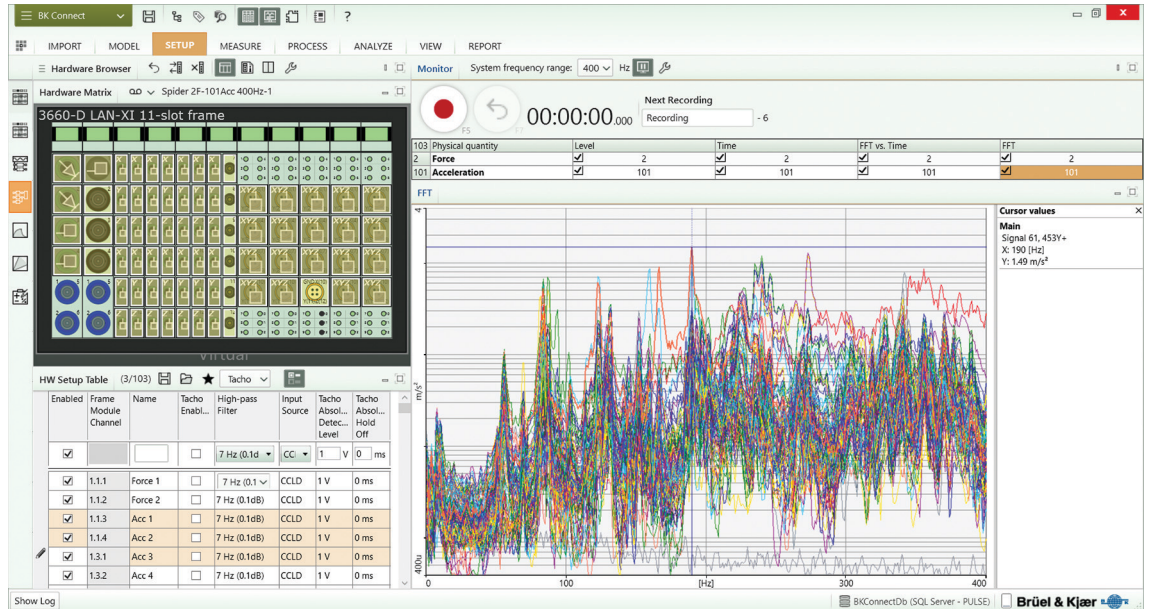 BK Connect
?
x
IMPORT MODEL SETUP MEASURE PROCESS ANALYZE VIEW REPORT
Hardware Browser
Monitor System frequency range: 400 Hz
Hardware Matrix Spider 2F-101Acc 400Hz-1
3660-D LAN-XI 11-slot frame
Virtual
F5
F7
00:00:00.000
Next Recording
Recording - 6
103 Physical quantity Level Time FFT vs. Time FFT
2 Force 2 2 2 2
101 Acceleration 101 101 101 101
FFT
4
m/s²
400u
0 100 [Hz] 300 400
Cursor values ×
Main
Signal 61, 453Y+
X: 190 [Hz]
Y: 1.49 m/s²
HW Setup Table (3/103) Tacho
Enabled Frame Module Channel Name Tacho Enabl... High-pass Filter Input Source Tacho Absol... Detec... Level Tacho Absol... Hold Off
7 Hz (0.1d CCl 1 V 0 ms
1.1.1 Force 1 7 Hz (0.1 CCLD 1 V 0 ms
1.1.2 Force 2 7 Hz (0.1dB) CCLD 1 V 0 ms
1.1.3 Acc 1 7 Hz (0.1dB) CCLD 1 V 0 ms
1.1.4 Acc 2 7 Hz (0.1dB) CCLD 1 V 0 ms
1.3.1 Acc 3 7 Hz (0.1dB) CCLD 1 V 0 ms
1.3.2 Acc 4 7 Hz (0.1dB) CCLD 1 V 0 ms
Show Log
BKConnectDb (SQL Server - PULSE)
Brüel & Kjær